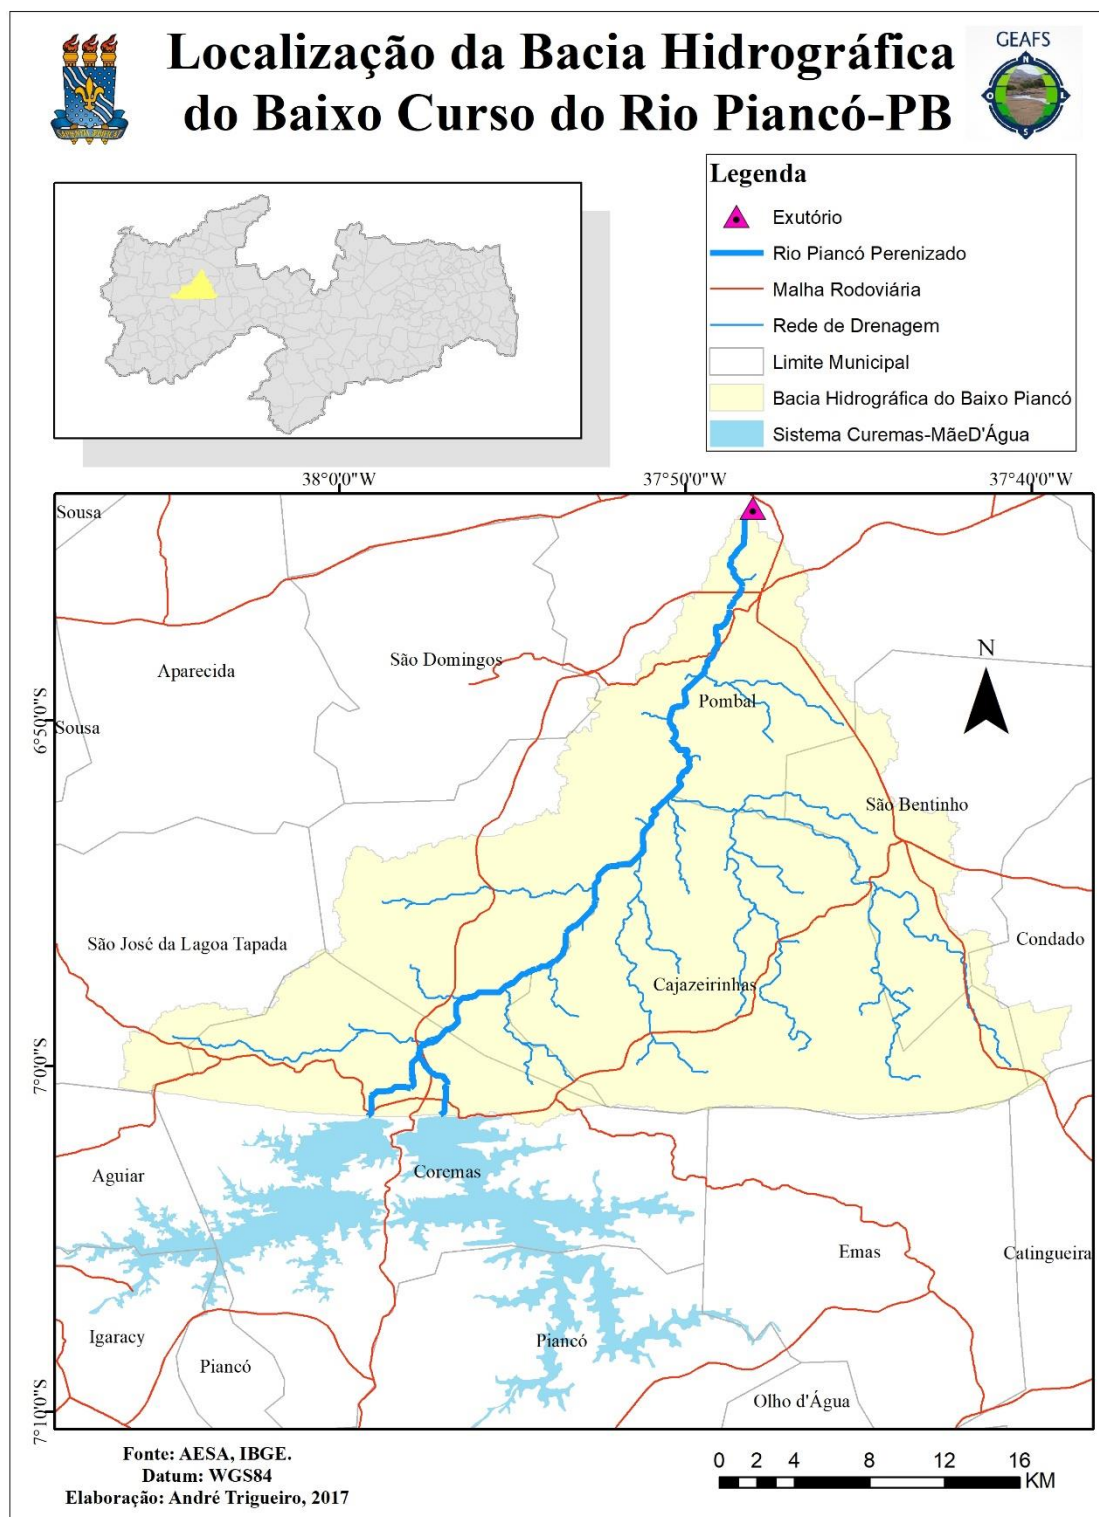 Localização da Bacia Hidrográfica
do Baixo Curso do Rio Piancó-PB
GEAFS
N
O
L
S
Legenda
Exutório
Rio Piancó Perenizado
Malha Rodoviária
Rede de Drenagem
Limite Municipal
Bacia Hidrográfica do Baixo Piancó
Sistema Curemas-MãeD'Água
38°0'0"W
37°50'0"W
37°40'0"W
Sousa
N
São Domingos
Aparecida
Pombal
6°50'0"S
Sousa
São Bentinho
São José da Lagoa Tapada
Condado
Cajazeirinhas
7°0'0"S
Aguiar
Coremas
Emas
Catingueira
Igaracy
Piancó
Piancó
Olho d'Água
7°10'0"S
Fonte: AESA, IBGE.
Datum: WGS84
Elaboração: André Trigueiro, 2017
0 2 4 8 12 16
KM